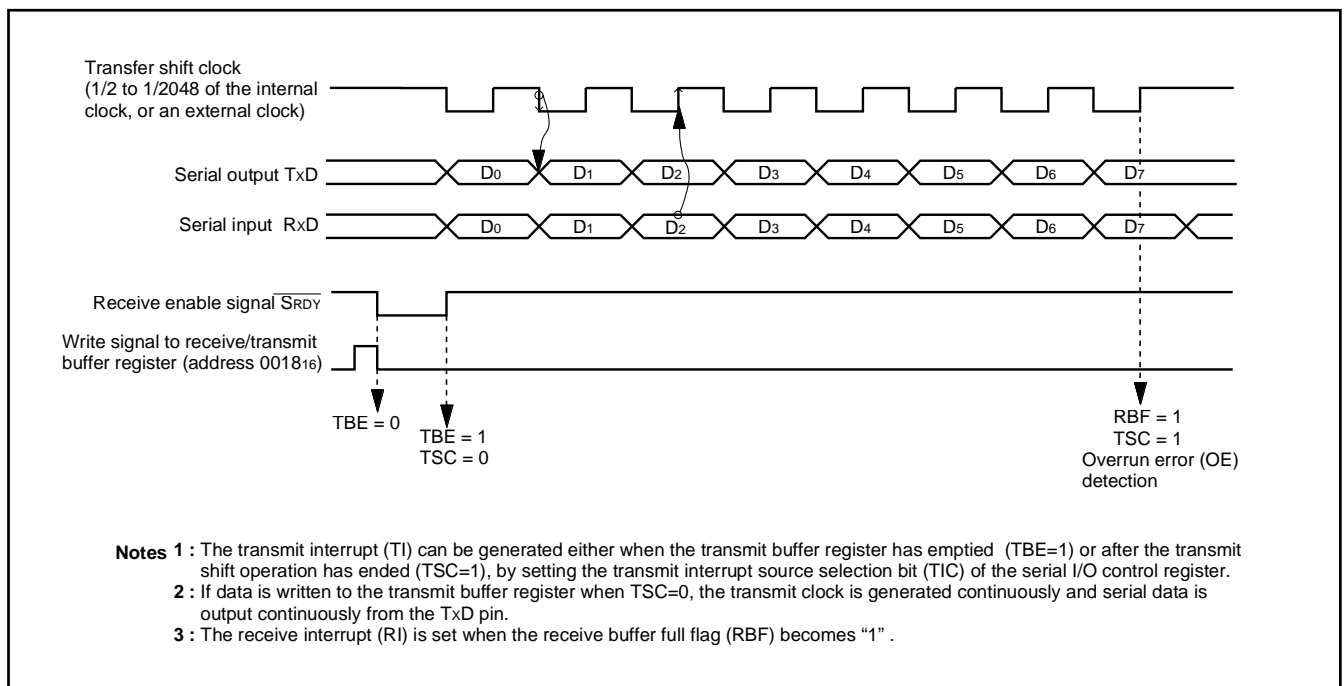 Transfer shift clock
(1/2 to 1/2048 of the internal
clock, or an external clock)
Serial output TxD
D0 D1 D2 D3 D4 D5 D6 D7
Serial input RxD
D0 D1 D2 D3 D4 D5 D6 D7
Receive enable signal S̅R̅D̅Y̅
Write signal to receive/transmit
buffer register (address 001816)
TBE = 0
TBE = 1
TSC = 0
RBF = 1
TSC = 1
Overrun error (OE)
detection
Notes 1 : The transmit interrupt (TI) can be generated either when the transmit buffer register has emptied (TBE=1) or after the transmit
shift operation has ended (TSC=1), by setting the transmit interrupt source selection bit (TIC) of the serial I/O control register.
2 : If data is written to the transmit buffer register when TSC=0, the transmit clock is generated continuously and serial data is
output continuously from the TxD pin.
3 : The receive interrupt (RI) is set when the receive buffer full flag (RBF) becomes “1” .